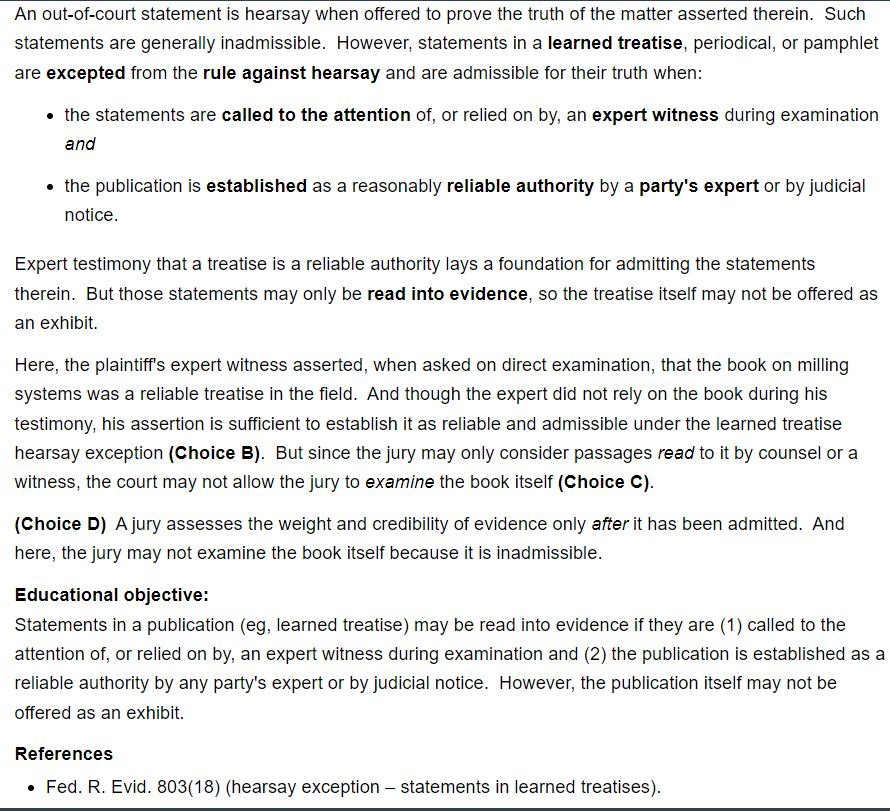 An out-of-court statement is hearsay when offered to prove the truth of the matter asserted therein.  Such
statements are generally inadmissible.  However, statements in a learned treatise, periodical, or pamphlet
are excepted from the rule against hearsay and are admissible for their truth when:
• the statements are called to the attention of, or relied on by, an expert witness during examination
and
• the publication is established as a reasonably reliable authority by a party's expert or by judicial
notice.
Expert testimony that a treatise is a reliable authority lays a foundation for admitting the statements
therein.  But those statements may only be read into evidence, so the treatise itself may not be offered as
an exhibit.
Here, the plaintiff's expert witness asserted, when asked on direct examination, that the book on milling
systems was a reliable treatise in the field.  And though the expert did not rely on the book during his
testimony, his assertion is sufficient to establish it as reliable and admissible under the learned treatise
hearsay exception (Choice B).  But since the jury may only consider passages read to it by counsel or a
witness, the court may not allow the jury to examine the book itself (Choice C).
(Choice D)  A jury assesses the weight and credibility of evidence only after it has been admitted.  And
here, the jury may not examine the book itself because it is inadmissible.
Educational objective:
Statements in a publication (eg, learned treatise) may be read into evidence if they are (1) called to the
attention of, or relied on by, an expert witness during examination and (2) the publication is established as a
reliable authority by any party's expert or by judicial notice.  However, the publication itself may not be
offered as an exhibit.
References
• Fed. R. Evid. 803(18) (hearsay exception – statements in learned treatises).